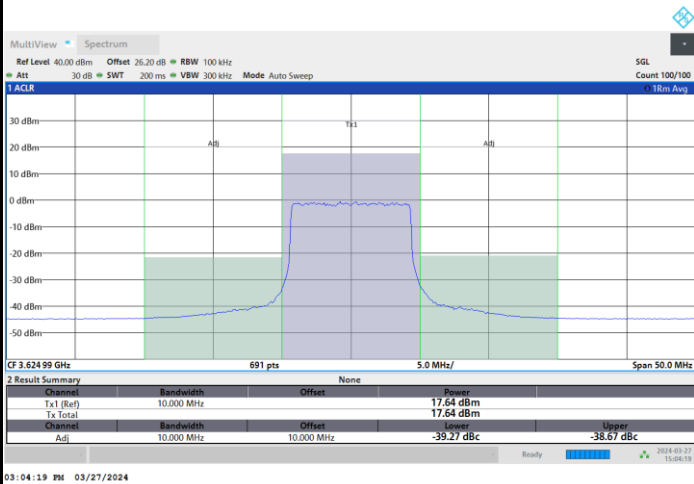 MultiView Spectrum
Ref Level 40.00 dBm Offset 26.20 dB RBW 100 kHz SGL
Att 30 dB SWT 200 ms VBW 300 kHz Mode Auto Sweep Count 100/100
1 ACLR 1Rm Avg
30 dBm
Tx1
20 dBm
Adj Adj
10 dBm
0 dBm
-10 dBm
-20 dBm
-30 dBm
-40 dBm
-50 dBm
CF 3.624 99 GHz 691 pts 5.0 MHz/ Span 50.0 MHz
2 Result Summary None
Channel Bandwidth Offset Power
Tx1 (Ref) 10.000 MHz 17.64 dBm
Tx Total 17.64 dBm
Channel Bandwidth Offset Lower Upper
Adj 10.000 MHz 10.000 MHz -39.27 dBc -38.67 dBc
Ready 2024-03-27
15:04:19
03:04:19 PM 03/27/2024